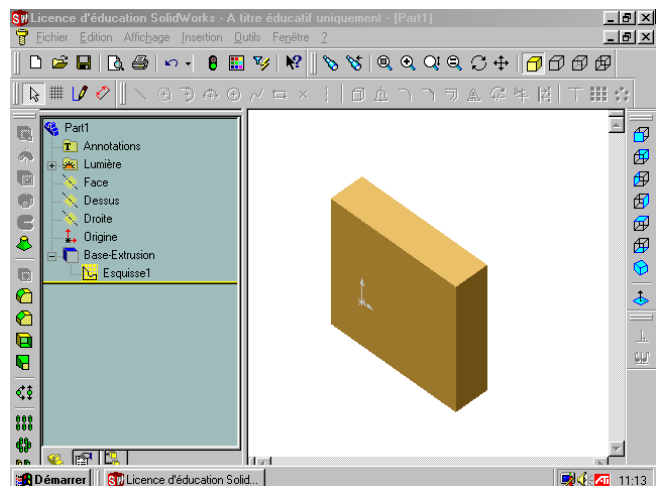 Licence d'éducation SolidWorks - A titre éducatif uniquement - [Part1]
Fichier Edition Affichage Insertion Outils Fenêtre ?
Part1
Annotations
Lumière
Face
Dessus
Droite
Origine
Base-Extrusion
Esquisse1
Démarrer Licence d'éducation Solid... ATI 11:13